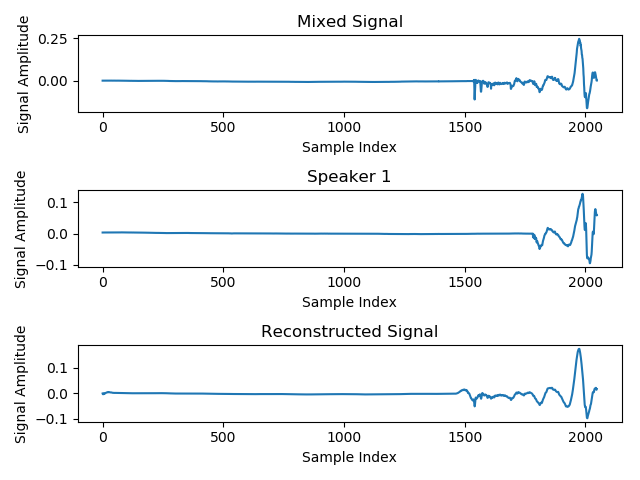 Mixed Signal
Signal Amplitude
0.25
0.00
0 500 1000 1500 2000
Sample Index
Speaker 1
Signal Amplitude
0.1
0.0
−0.1
0 500 1000 1500 2000
Sample Index
Reconstructed Signal
Signal Amplitude
0.1
0.0
−0.1
0 500 1000 1500 2000
Sample Index